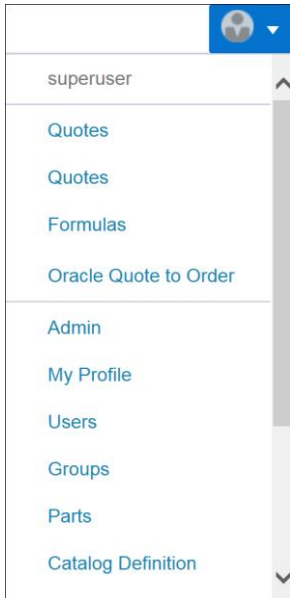 superuser
Quotes
Quotes
Formulas
Oracle Quote to Order
Admin
My Profile
Users
Groups
Parts
Catalog Definition